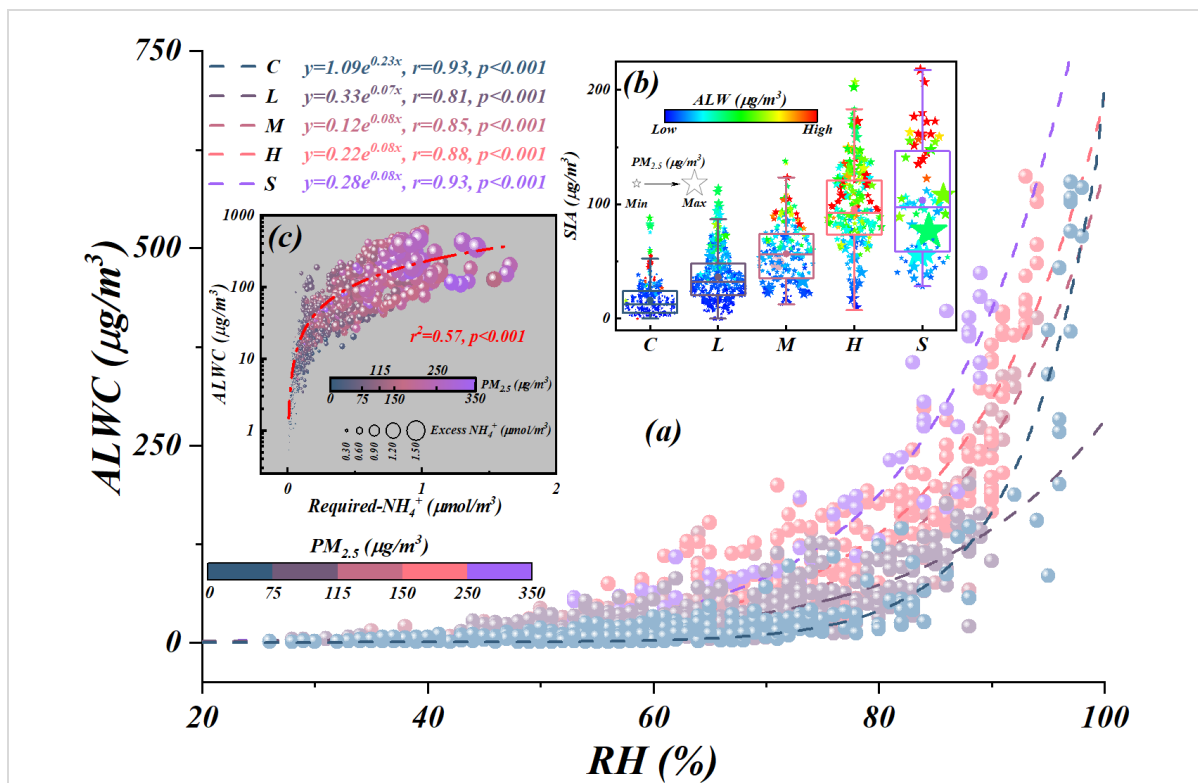 750
500
250
0
ALWC (μg/m³)
C y=1.09e^0.23x, r=0.93, p<0.001
L y=0.33e^0.07x, r=0.81, p<0.001
M y=0.12e^0.08x, r=0.85, p<0.001
H y=0.22e^0.08x, r=0.88, p<0.001
S y=0.28e^0.08x, r=0.93, p<0.001
(b)
ALW (μg/m³)
Low High
PM2.5 (μg/m³)
Min Max
SIA (μg/m³)
200
100
0
C L M H S
(c)
ALWC (μg/m³)
1000
100
10
1
r²=0.57, p<0.001
115 250
0 75 150 350
PM2.5 (μg/m³)
Excess NH4+ (μmol/m³)
0.30 0.60 0.90 1.20 1.50
0 1 2
Required-NH4+ (μmol/m³)
(a)
PM2.5 (μg/m³)
0 75 115 150 250 350
20 40 60 80 100
RH (%)